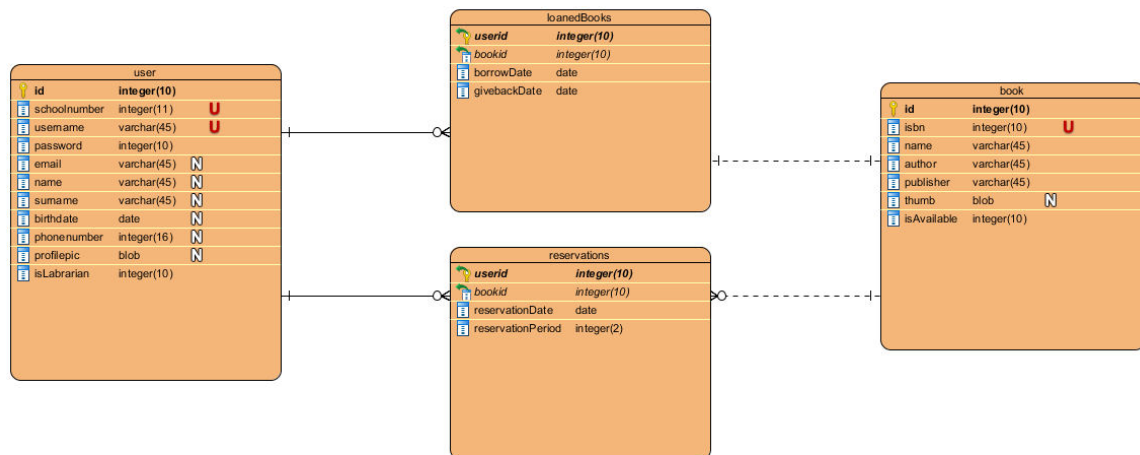 user
id integer(10)
schoolnumber integer(11) U
username varchar(45) U
password integer(10)
email varchar(45) N
name varchar(45) N
surname varchar(45) N
birthdate date N
phonenumber integer(16) N
profilepic blob N
isLabrarian integer(10)
loanedBooks
userid integer(10)
bookid integer(10)
borrowDate date
givebackDate date
reservations
userid integer(10)
bookid integer(10)
reservationDate date
reservationPeriod integer(2)
book
id integer(10)
isbn integer(10) U
name varchar(45)
author varchar(45)
publisher varchar(45)
thumb blob N
isAvailable integer(10)